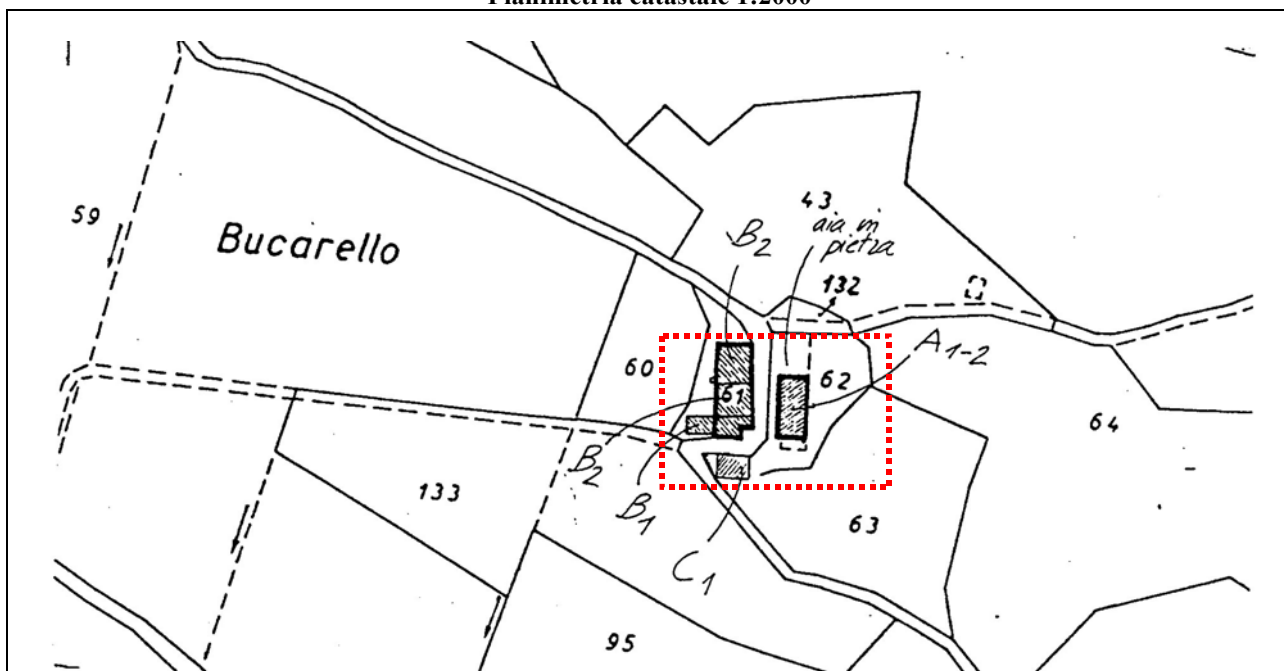 Planimetria catastale 1:2000
43
59
Bucarello
B2
aia in
pietra
132
A1-2
60
61
62
64
B2
B1
133
63
C1
95